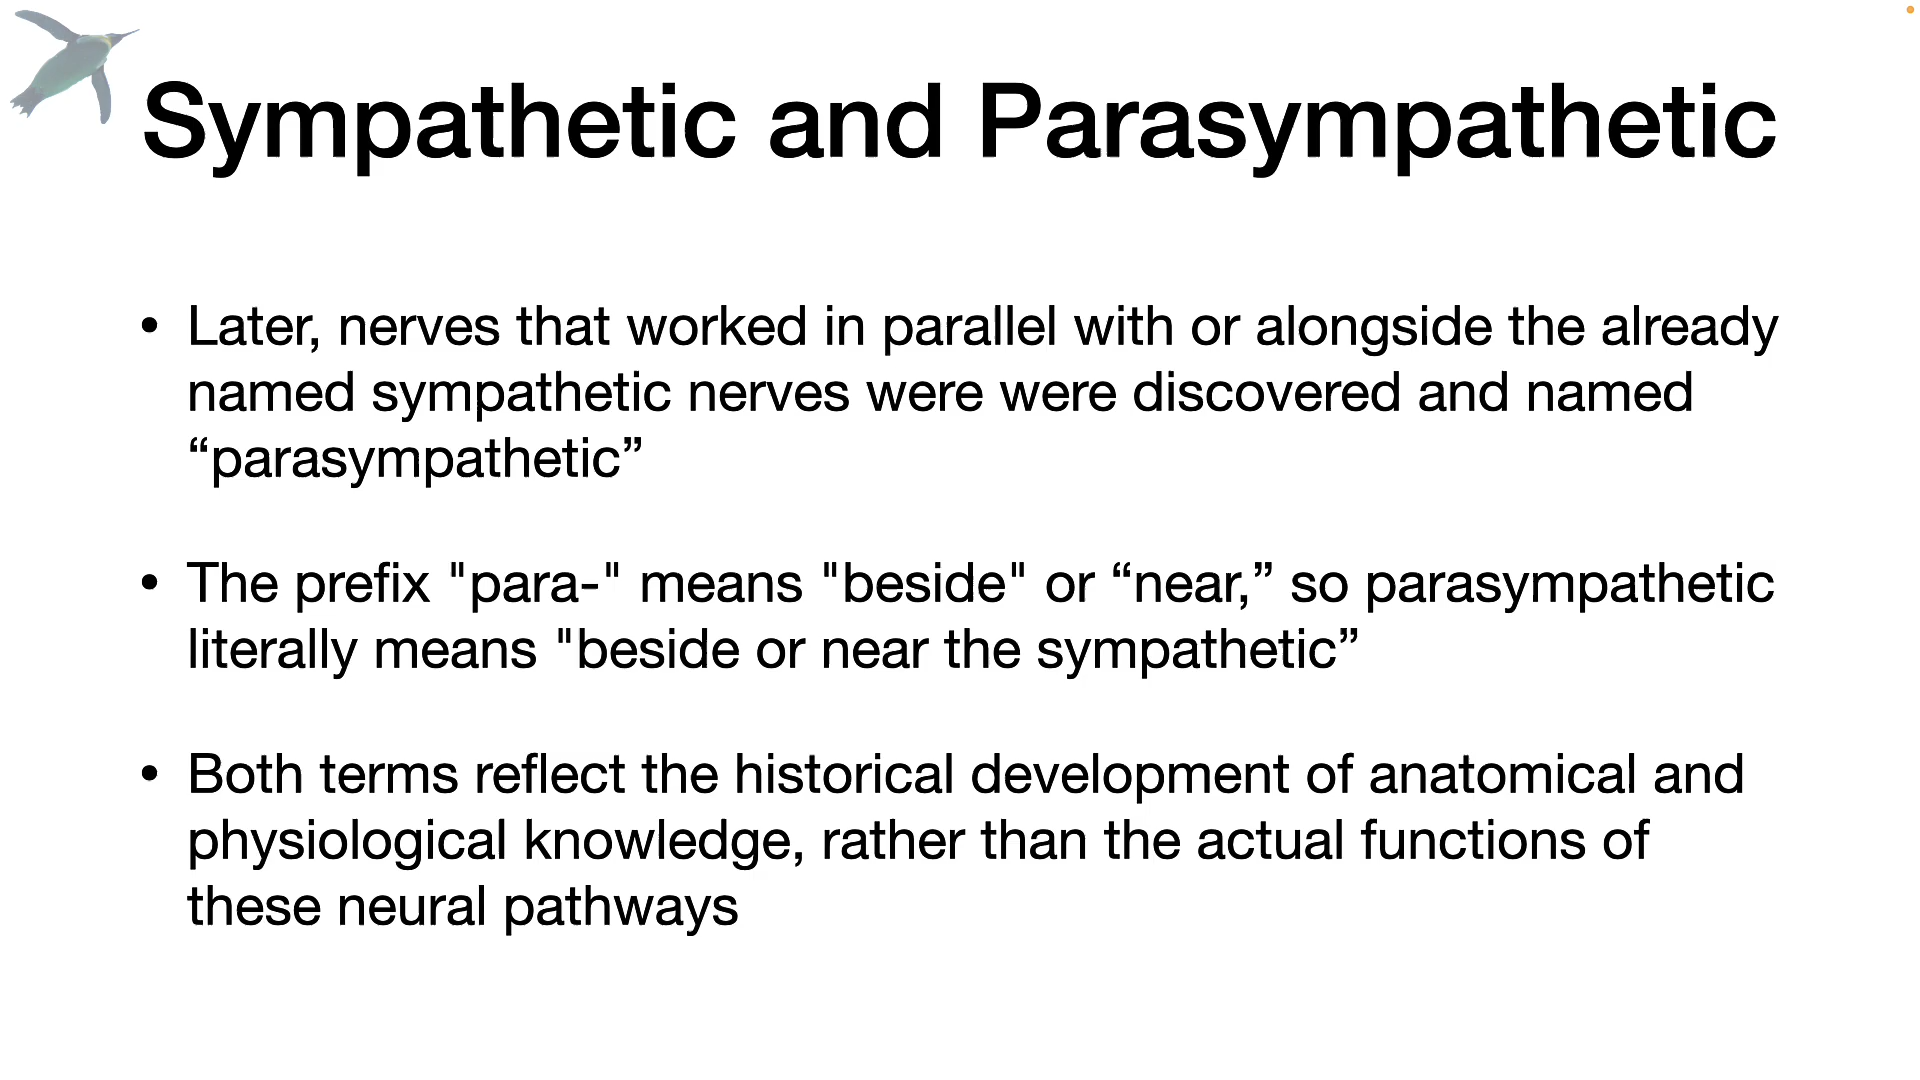 Sympathetic and Parasympathetic
• Later, nerves that worked in parallel with or alongside the already
named sympathetic nerves were were discovered and named
“parasympathetic”
• The prefix "para-" means "beside" or “near,” so parasympathetic
literally means "beside or near the sympathetic”
• Both terms reflect the historical development of anatomical and
physiological knowledge, rather than the actual functions of
these neural pathways